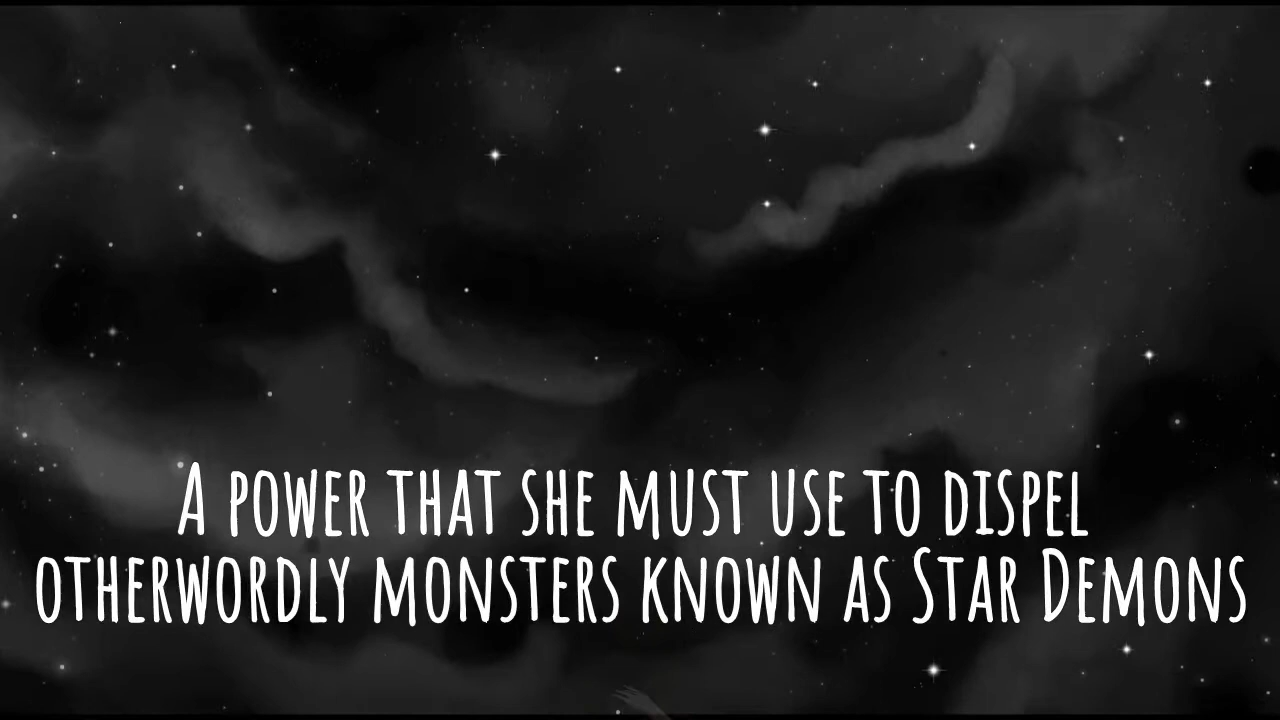 A power that she must use to dispel
otherwordly monsters known as Star Demons